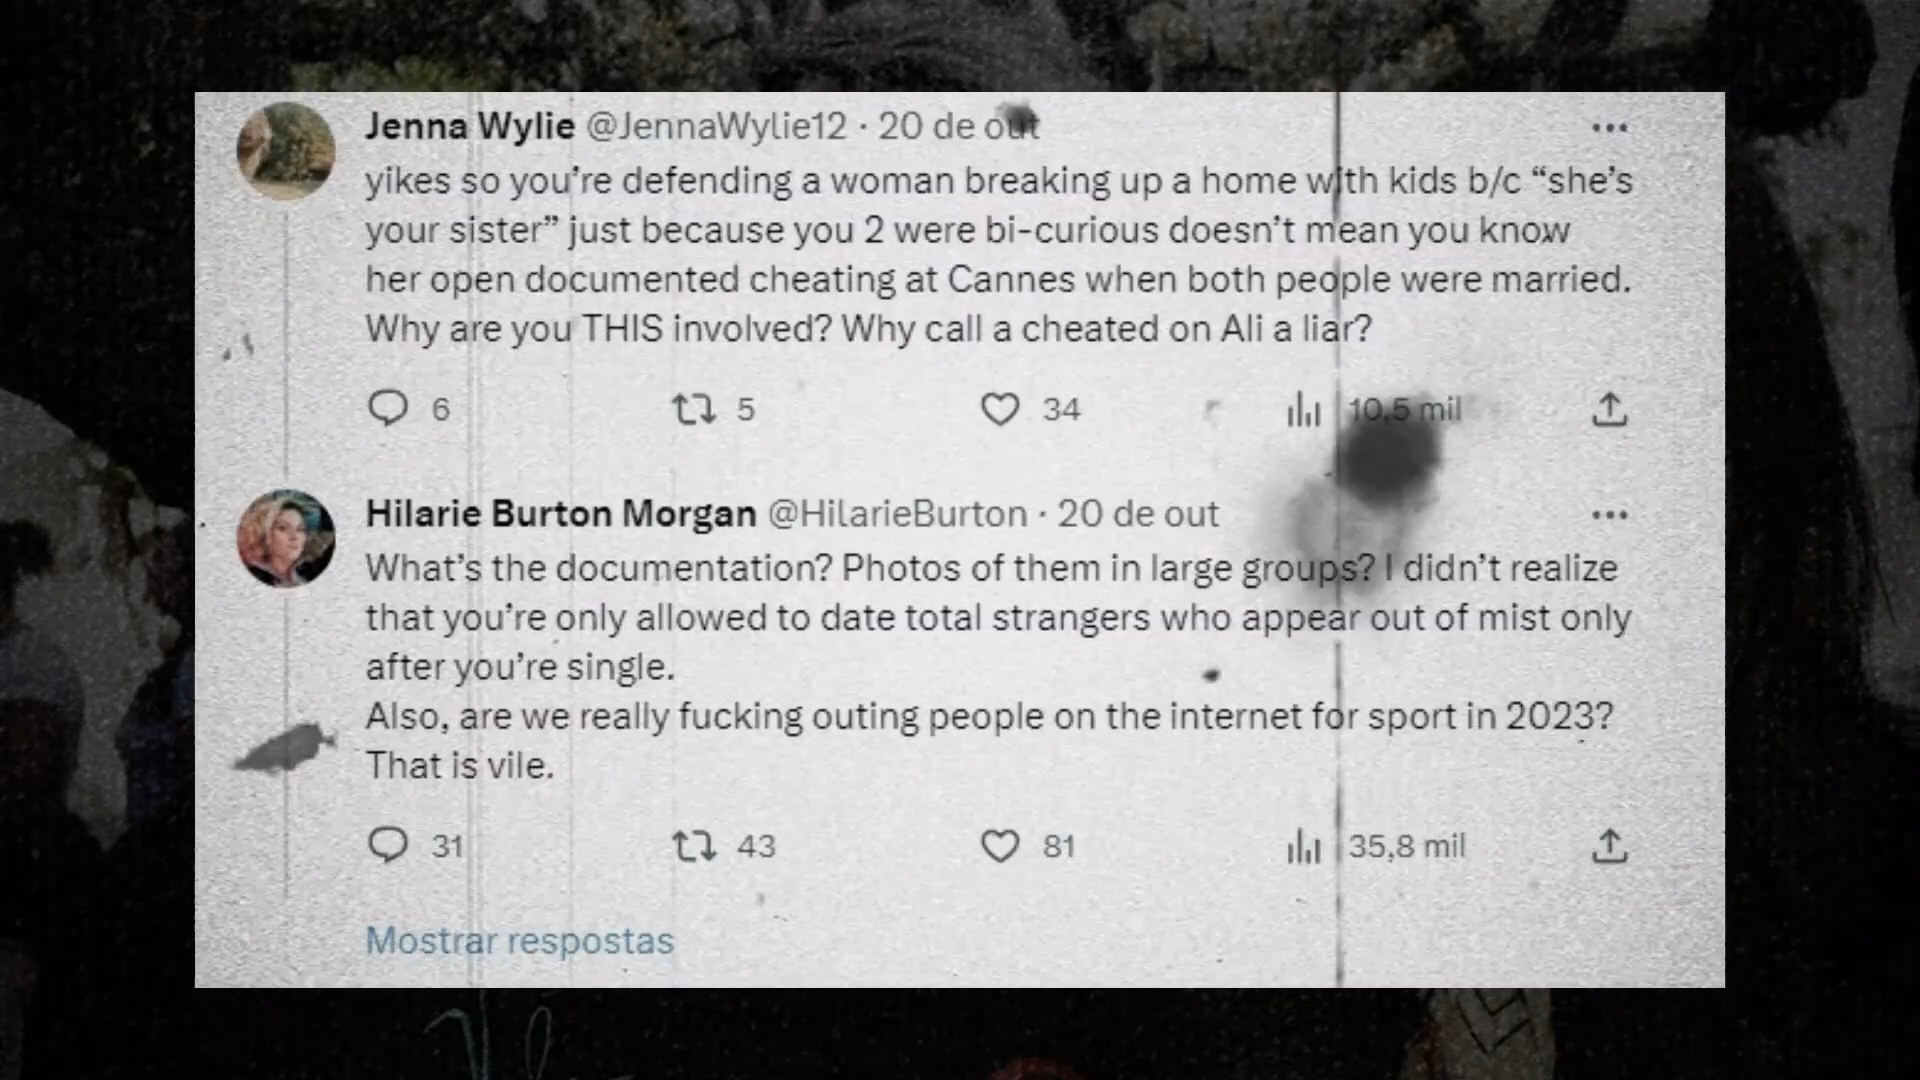 Jenna Wylie @JennaWylie12 · 20 de out
yikes so you're defending a woman breaking up a home with kids b/c “she's
your sister” just because you 2 were bi-curious doesn't mean you know
her open documented cheating at Cannes when both people were married.
Why are you THIS involved? Why call a cheated on Ali a liar?
6 5 34 10,5 mil
Hilarie Burton Morgan @HilarieBurton · 20 de out
What's the documentation? Photos of them in large groups? I didn't realize
that you're only allowed to date total strangers who appear out of mist only
after you're single.
Also, are we really fucking outing people on the internet for sport in 2023?
That is vile.
31 43 81 35,8 mil
Mostrar respostas